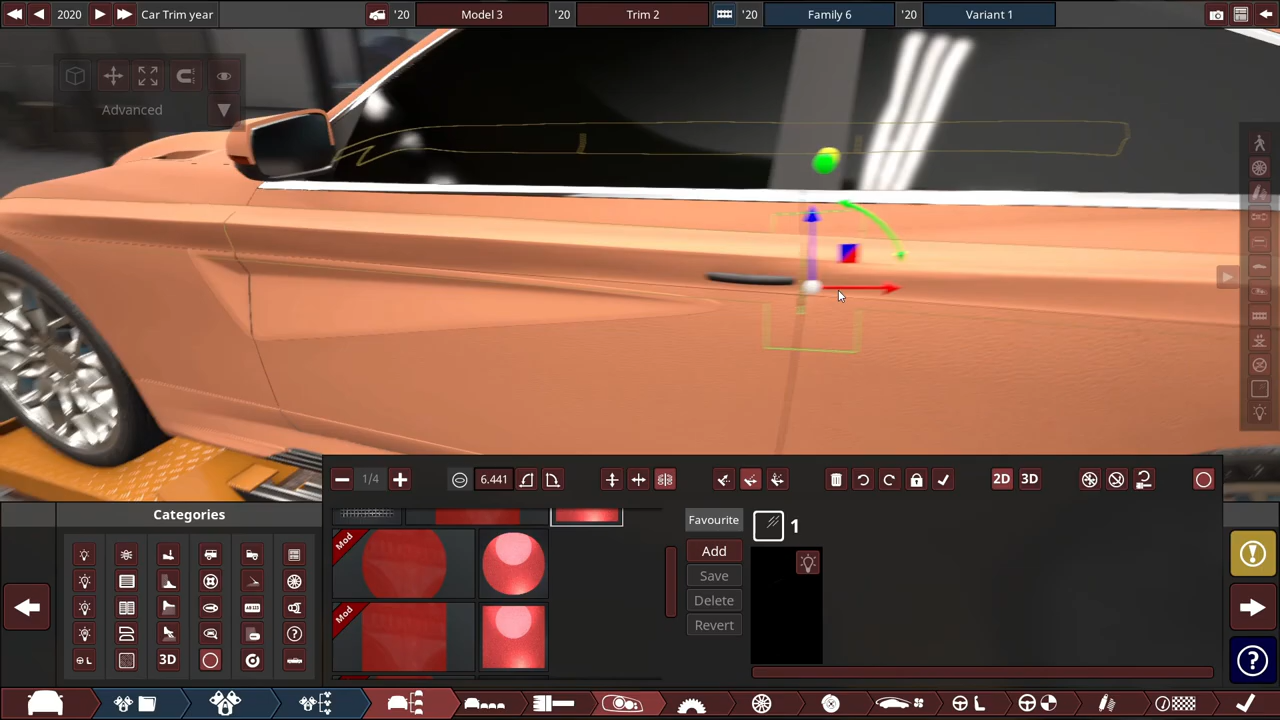 2020 Car Trim year '20 Model 3 '20 Trim 2 '20 Family 6 '20 Variant 1
Advanced
1/4 6.441 2D 3D
Categories
Favourite 1
Mod
Add
Save
Delete
Mod
Revert
3D
L